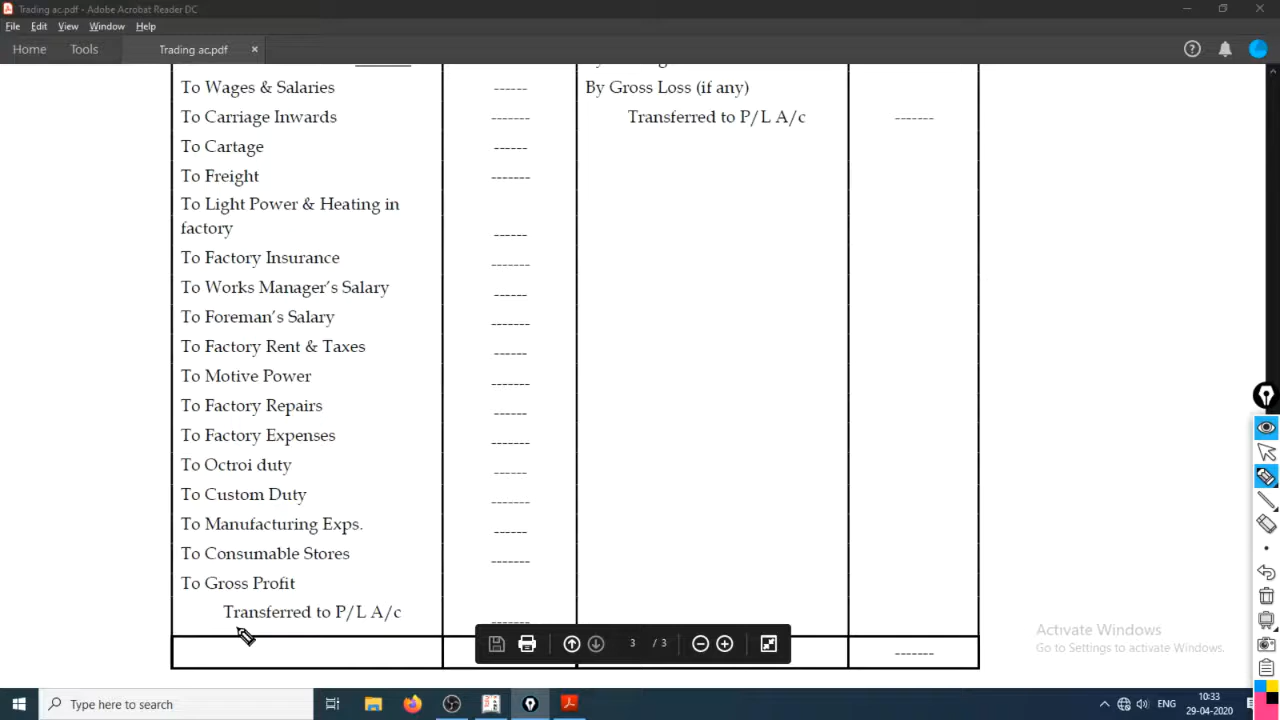 Trading ac.pdf - Adobe Acrobat Reader DC
File Edit View Window Help
Home Tools Trading ac.pdf ×
To Wages & Salaries ------ By Gross Loss (if any)
To Carriage Inwards ------- Transferred to P/L A/c -------
To Cartage ------
To Freight -------
To Light Power & Heating in
factory ------
To Factory Insurance -------
To Works Manager's Salary ------
To Foreman's Salary -------
To Factory Rent & Taxes ------
To Motive Power -------
To Factory Repairs ------
To Factory Expenses -------
To Octroi duty ------
To Custom Duty -------
To Manufacturing Exps. ------
To Consumable Stores -------
To Gross Profit
Transferred to P/L A/c -------
3 / 3
-------
Activate Windows
Go to Settings to activate Windows.
Type here to search
ENG
10:33
29-04-2020